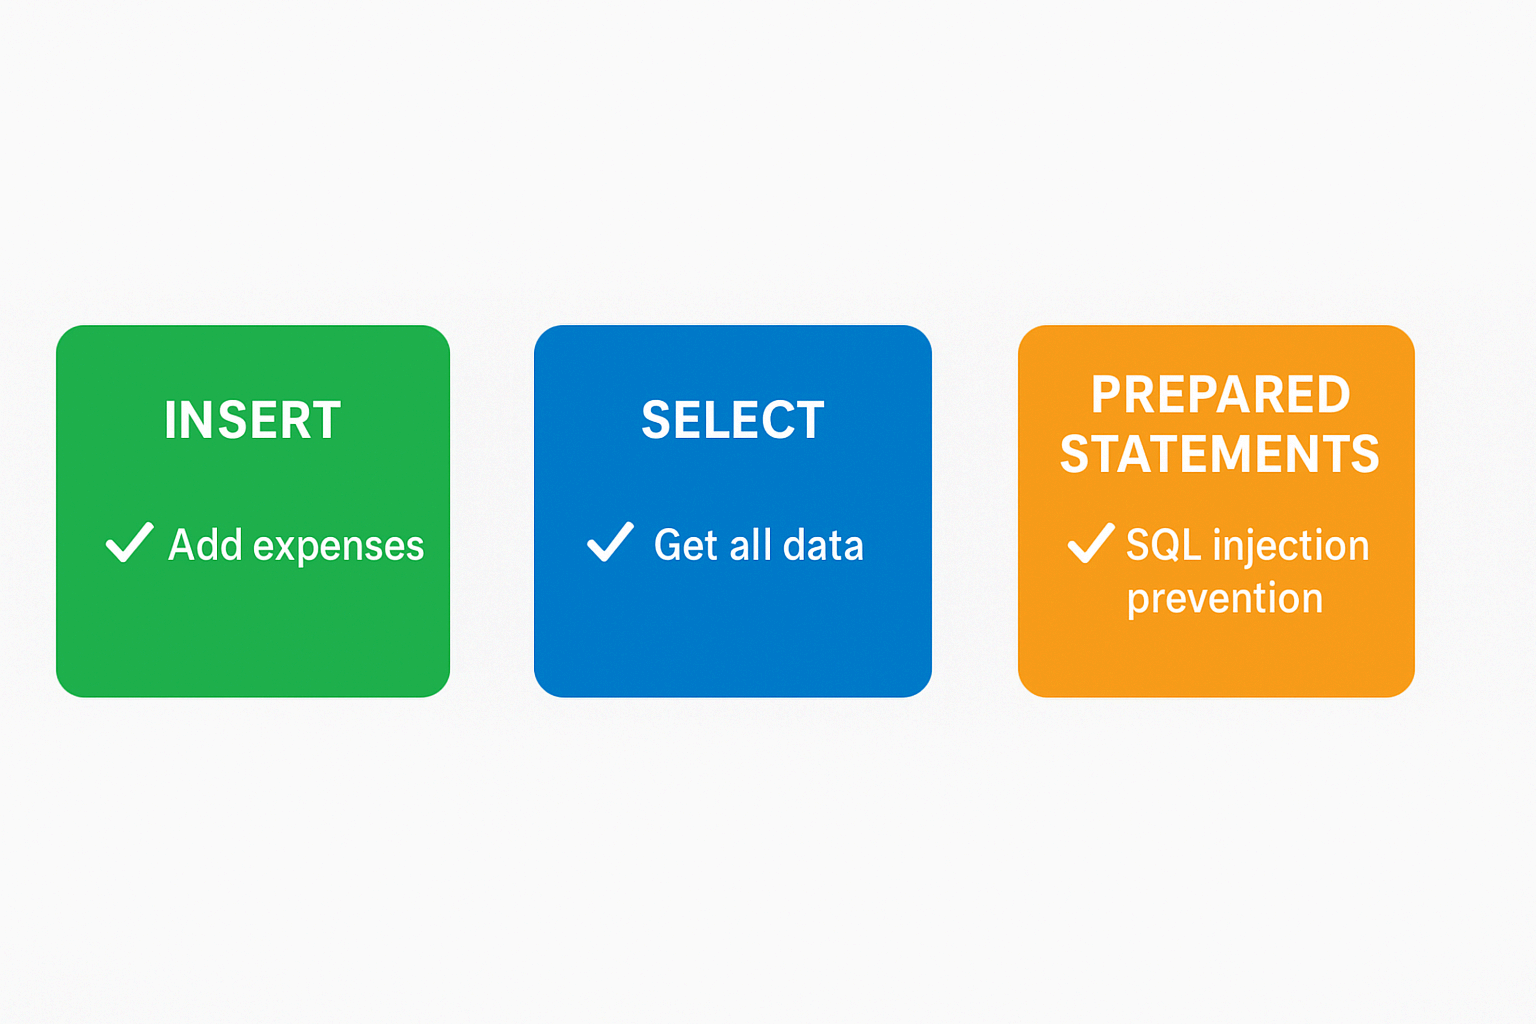 INSERT
✓ Add expenses
SELECT
✓ Get all data
PREPARED
STATEMENTS
✓ SQL injection
prevention